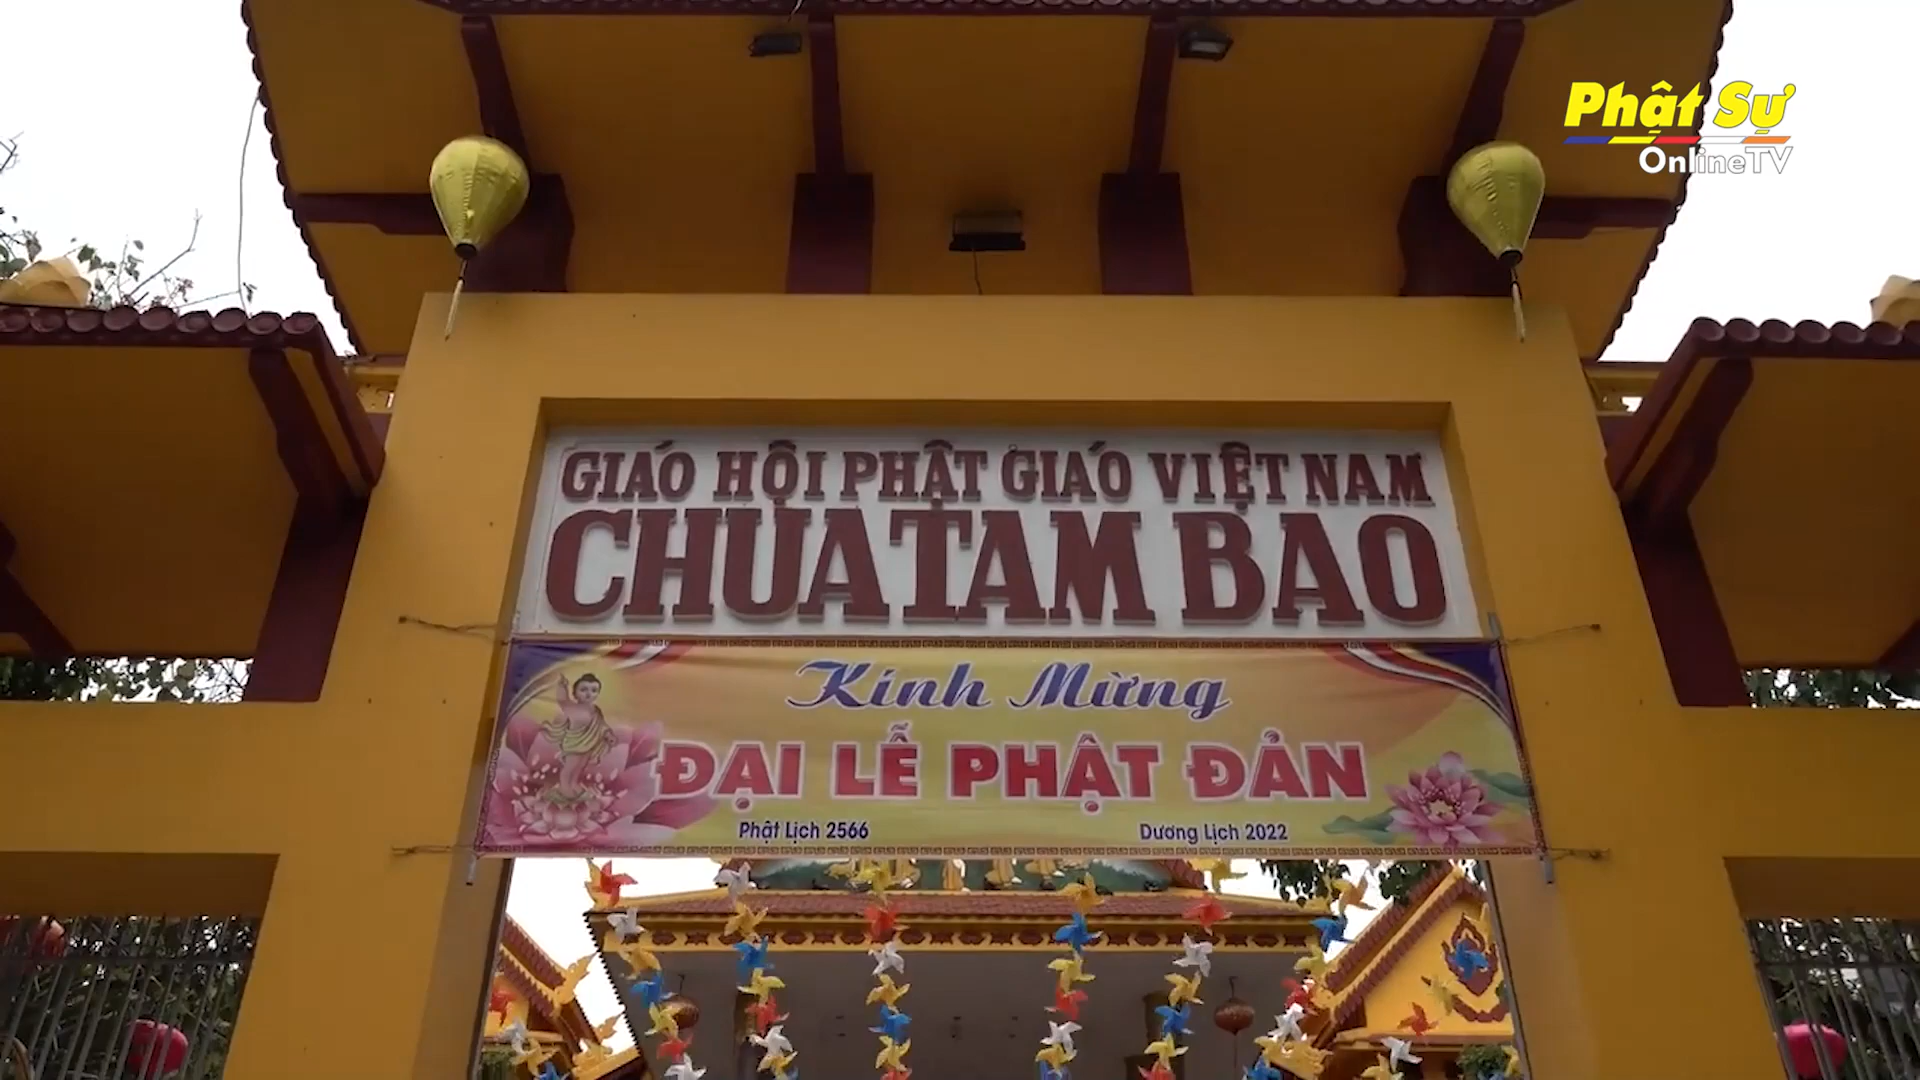 Phật Sự
OnlineTV
GIÁO HỘI PHẬT GIÁO VIỆT NAM
CHUA TAM BAO
Kính Mừng
ĐẠI LỄ PHẬT ĐẢN
Phật Lịch 2566
Dương Lịch 2022